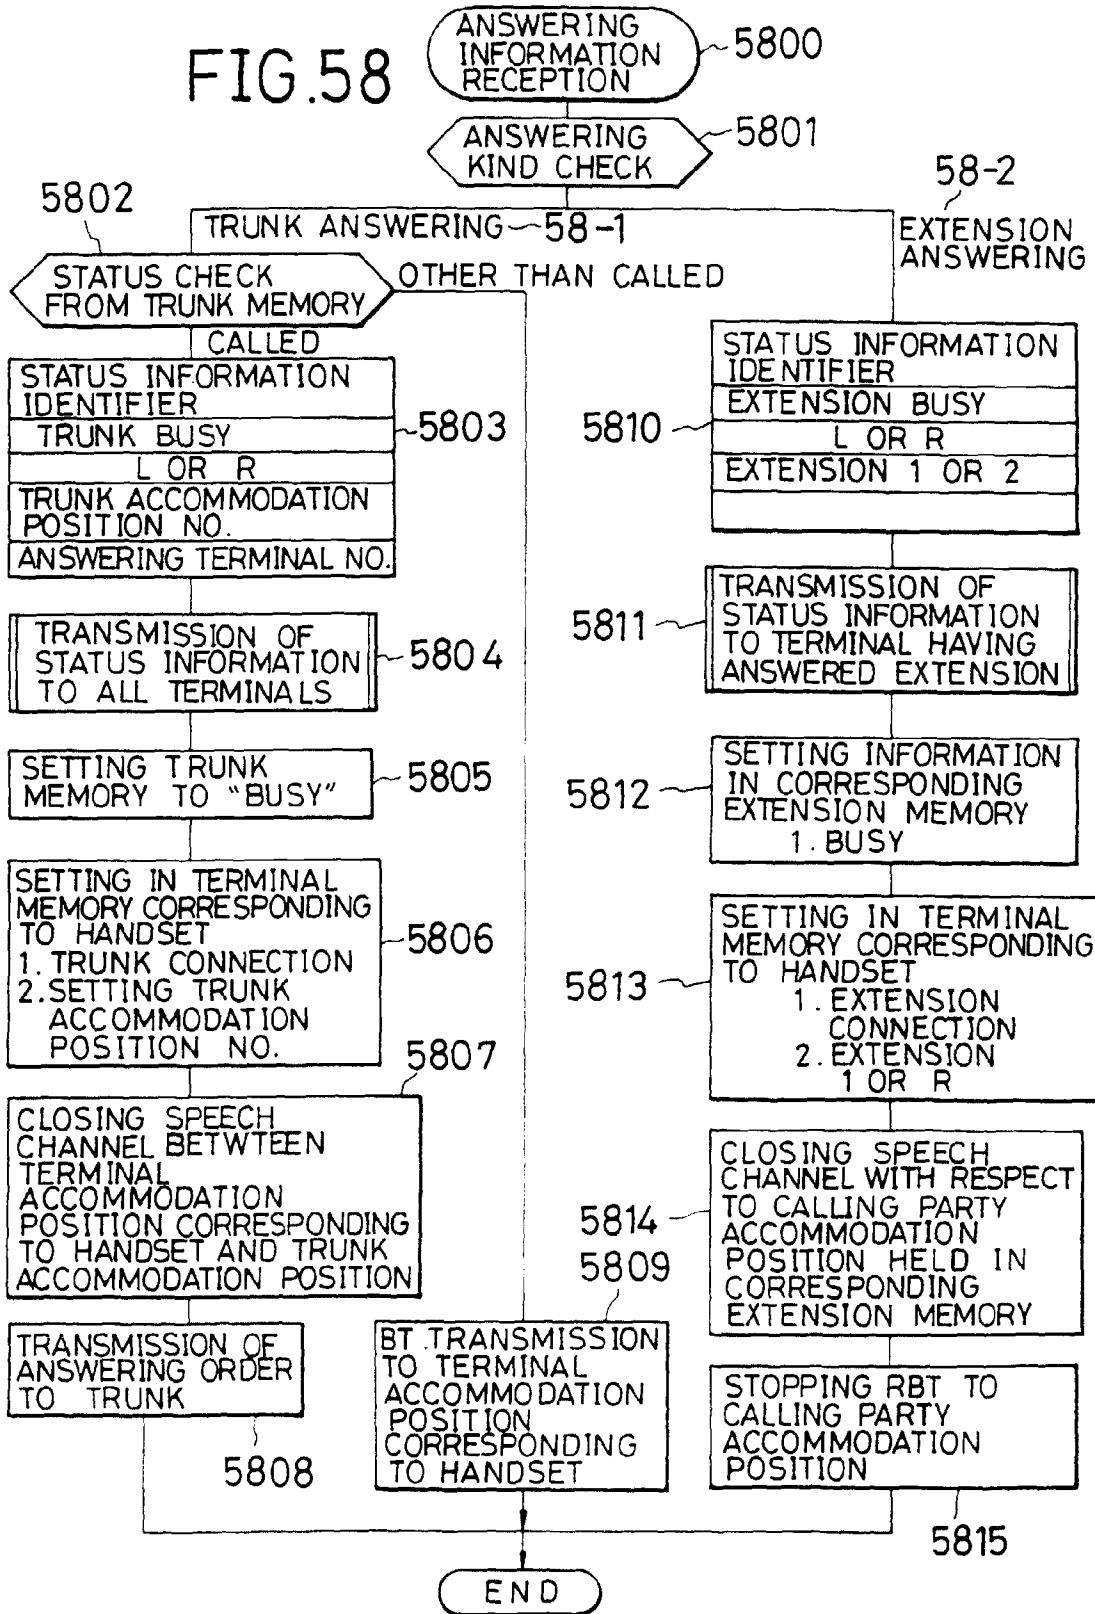 FIG.58
ANSWERING
INFORMATION
RECEPTION
5800
ANSWERING
KIND CHECK
5801
5802
TRUNK ANSWERING
58-1
58-2
EXTENSION
ANSWERING
STATUS CHECK
FROM TRUNK MEMORY
OTHER THAN CALLED
CALLED
STATUS INFORMATION
IDENTIFIER
TRUNK BUSY
L OR R
TRUNK ACCOMMODATION
POSITION NO.
ANSWERING TERMINAL NO.
5803
TRANSMISSION OF
STATUS INFORMATION
TO ALL TERMINALS
5804
SETTING TRUNK
MEMORY TO "BUSY"
5805
SETTING IN TERMINAL
MEMORY CORRESPONDING
TO HANDSET
1. TRUNK CONNECTION
2. SETTING TRUNK
ACCOMMODATION
POSITION NO.
5806
5807
CLOSING SPEECH
CHANNEL BETWTEEN
TERMINAL
ACCOMMODATION
POSITION CORRESPONDING
TO HANDSET AND TRUNK
ACCOMMODATION POSITION
TRANSMISSION OF
ANSWERING ORDER
TO TRUNK
5808
5809
BT TRANSMISSION
TO TERMINAL
ACCOMMODATION
POSITION
CORRESPONDING
TO HANDSET
STATUS INFORMATION
IDENTIFIER
EXTENSION BUSY
L OR R
EXTENSION 1 OR 2
5810
5811
TRANSMISSION OF
STATUS INFORMATION
TO TERMINAL HAVING
ANSWERED EXTENSION
5812
SETTING INFORMATION
IN CORRESPONDING
EXTENSION MEMORY
1. BUSY
5813
SETTING IN TERMINAL
MEMORY CORRESPONDING
TO HANDSET
1. EXTENSION
CONNECTION
2. EXTENSION
1 OR R
5814
CLOSING SPEECH
CHANNEL WITH RESPECT
TO CALLING PARTY
ACCOMMODATION
POSITION HELD IN
CORRESPONDING
EXTENSION MEMORY
STOPPING RBT TO
CALLING PARTY
ACCOMMODATION
POSITION
5815
END